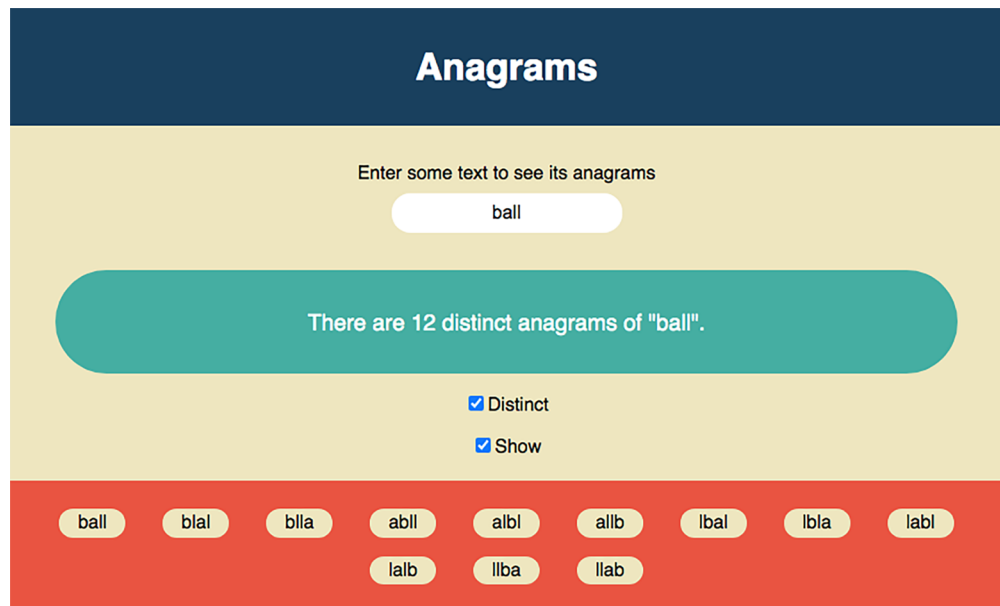 Anagrams
Enter some text to see its anagrams
ball
There are 12 distinct anagrams of "ball".
Distinct
Show
ball blal blla abll albl allb lbal lbla labl
lalb llba llab